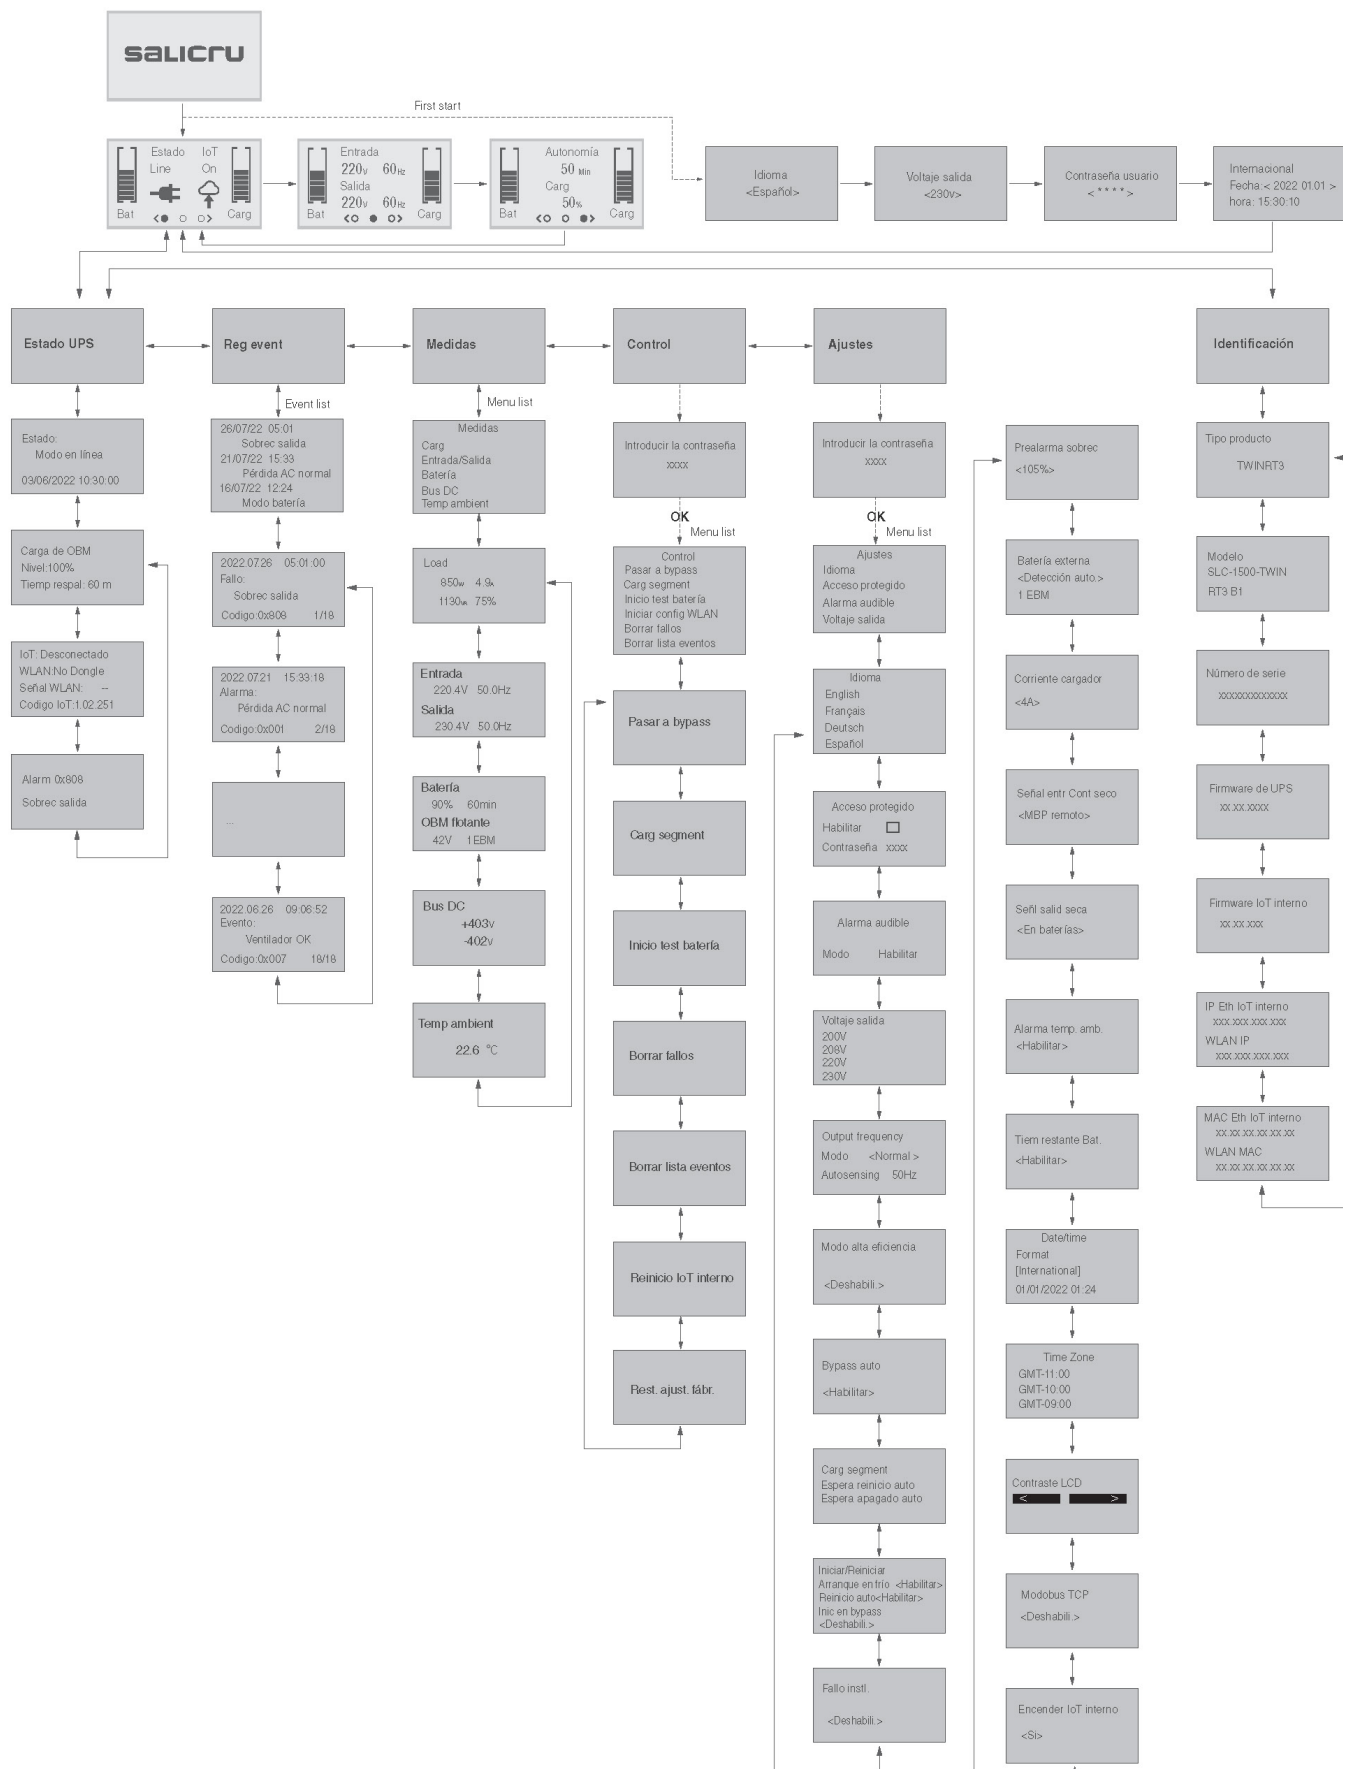 SALICRU
First start
Estado IoT
Line On
Bat
Carg
Entrada
220v 60Hz
Salida
220v 60Hz
Bat
Carg
Autonomía
50 Min
Carg
50%
Bat
Carg
Idioma
<Español>
Voltaje salida
<230v>
Contraseña usuario
< * * * * >
Internacional
Fecha:< 2022 01.01 >
hora: 15:30:10
Estado UPS
Estado:
Modo en línea
03/06/2022 10:30:00
Carga de OBM
Nivel:100%
Tiemp respal: 60 m
IoT: Desconectado
WLAN:No Dongle
Señal WLAN: --
Codigo IoT:1.02.251
Alarm 0x808
Sobrec salida
Reg event
Event list
26/07/22 05:01
Sobrec salida
21/07/22 15:33
Pérdida AC normal
16/07/22 12:24
Modo batería
2022.07.26 05:01:00
Fallo:
Sobrec salida
Codigo:0x808 1/18
2022.07.21 15:33:18
Alarma:
Pérdida AC normal
Codigo:0x001 2/18
...
2022.06.26 09:06:52
Evento:
Ventilador OK
Codigo:0x007 18/18
Medidas
Menu list
Medidas
Carg
Entrada/Salida
Batería
Bus DC
Temp ambient
Load
850w 4.9A
1130VA 75%
Entrada
220.4V 50.0Hz
Salida
230.4V 50.0Hz
Batería
90% 60min
OBM flotante
42V 1EBM
Bus DC
+403V
-402V
Temp ambient
22.6 °C
Control
Introducir la contraseña
xxxx
OK
Menu list
Control
Pasar a bypass
Carg segment
Inicio test batería
Iniciar config WLAN
Borrar fallos
Borrar lista eventos
Pasar a bypass
Carg segment
Inicio test batería
Borrar fallos
Borrar lista eventos
Reinicio IoT interno
Rest. ajust. fábr.
Ajustes
Introducir la contraseña
xxxx
OK
Menu list
Ajustes
Idioma
Acceso protegido
Alarma audible
Voltaje salida
Idioma
English
Français
Deutsch
Español
Acceso protegido
Habilitar
Contraseña xxxx
Alarma audible
Modo Habilitar
Voltaje salida
200V
208V
220V
230V
Output frequency
Modo <Normal >
Autosensing 50Hz
Modo alta eficiencia
<Deshabili.>
Bypass auto
<Habilitar>
Carg segment
Espera reinicio auto
Espera apagado auto
Iniciar/Reiniciar
Arranque en frío <Habilitar>
Reinicio auto<Habilitar>
Inic en bypass
<Deshabili.>
Fallo instl.
<Deshabili.>
Prealarma sobrec
<105%>
Batería externa
<Detección auto.>
1 EBM
Corriente cargador
<4A>
Señal entr Cont seco
<MBP remoto>
Señl salid seca
<En baterías>
Alarma temp. amb.
<Habilitar>
Tiem restante Bat.
<Habilitar>
Date/time
Format
[International]
01/01/2022 01:24
Time Zone
GMT-11:00
GMT-10:00
GMT-09:00
Contraste LCD
< >
Modobus TCP
<Deshabili.>
Encender IoT interno
<Si>
Identificación
Tipo producto
TWINRT3
Modelo
SLC-1500-TWIN
RT3 B1
Número de serie
xxxxxxxxxxxxx
Firmware de UPS
xx.xx.xxxx
Firmware IoT interno
xx.xx.xxx
IP Eth IoT interno
xxx.xxx.xxx.xxx
WLAN IP
xxx.xxx.xxx.xxx
MAC Eth IoT interno
xx.xx.xx.xx.xx.xx
WLAN MAC
xx.xx.xx.xx.xx.xx